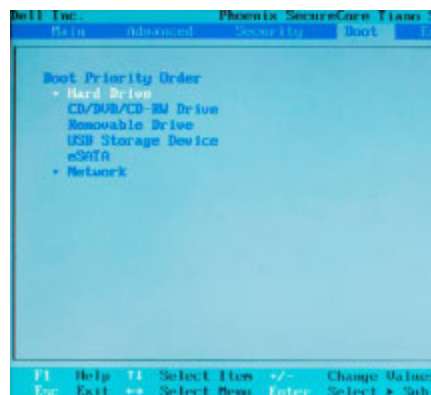 Dell Inc. Phoenix SecureCore Tiano
Main Advanced Security Boot
Boot Priority Order
• Hard Drive
CD/DVD/CD-RW Drive
Removable Drive
USB Storage Device
eSATA
• Network
F1 Help ↑↓ Select Item +/- Change Values
Esc Exit ↔ Select Menu Enter Select ▶ Sub